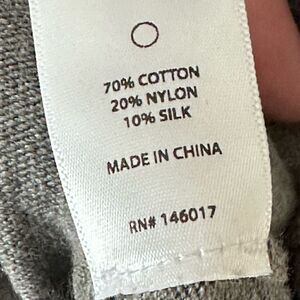 70% COTTON
20% NYLON
10% SILK
MADE IN CHINA
RN# 146017